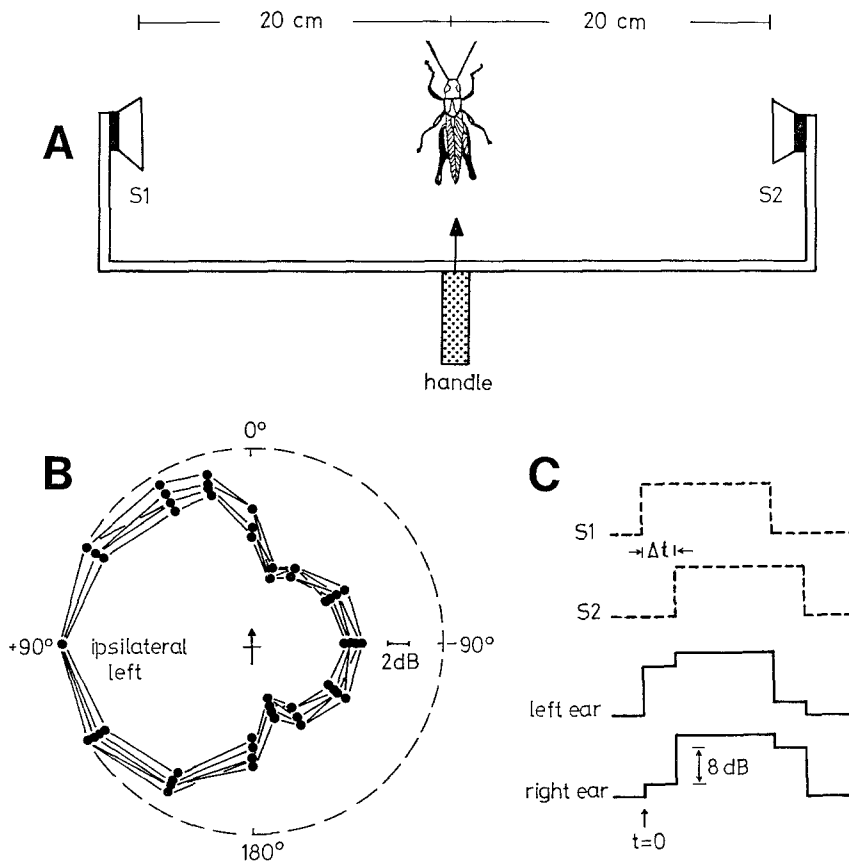 20 cm 20 cm
A
S1 S2
handle
B
0°
+90° ipsilateral left -90°
2dB
180°
C
S1
Δt
S2
left ear
right ear 8 dB
t=0